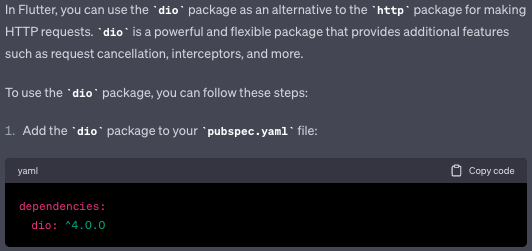 In Flutter, you can use the `dio` package as an alternative to the `http` package for making
HTTP requests. `dio` is a powerful and flexible package that provides additional features
such as request cancellation, interceptors, and more.
To use the `dio` package, you can follow these steps:
1. Add the `dio` package to your `pubspec.yaml` file:
yaml Copy code
dependencies:
  dio: ^4.0.0